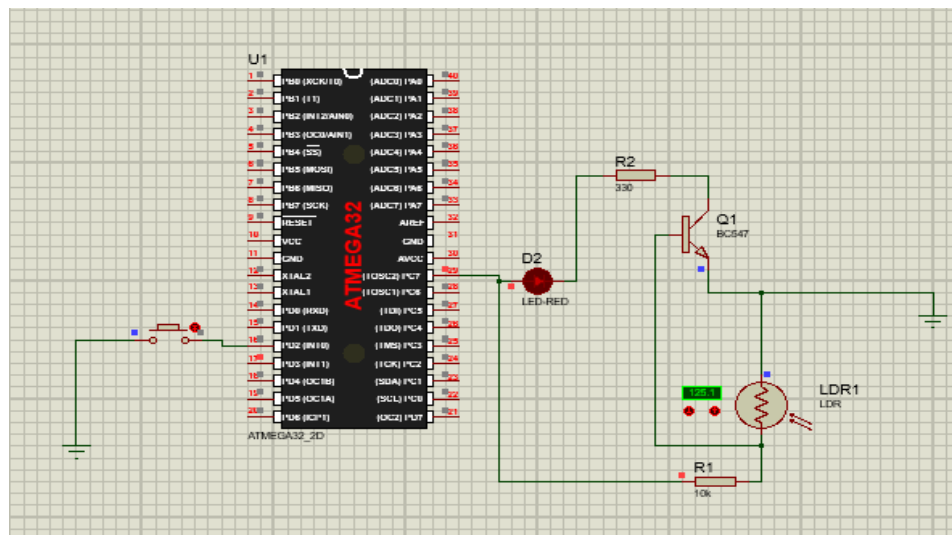 U1
1 PB0 (XCK/T0) (ADC0) PA0 40
2 PB1 (T1) (ADC1) PA1 39
3 PB2 (INT2/AIN0) (ADC2) PA2 38
4 PB3 (OC0/AIN1) (ADC3) PA3 37
5 PB4 (SS) (ADC4) PA4 36
6 PB5 (MOSI) (ADC5) PA5 35
7 PB6 (MISO) (ADC6) PA6 34
8 PB7 (SCK) (ADC7) PA7 33
9 RESET AREF 32
10 VCC GND 31
11 GND AVCC 30
12 XTAL2 (TOSC2) PC7 29
13 XTAL1 (TOSC1) PC6 28
14 PD0 (RXD) (TDI) PC5 27
15 PD1 (TXD) (TDO) PC4 26
16 PD2 (INT0) (TMS) PC3 25
17 PD3 (INT1) (TCK) PC2 24
18 PD4 (OC1B) (SDA) PC1 23
19 PD5 (OC1A) (SCL) PC0 22
20 PD6 (ICP1) (OC2) PD7 21
ATMEGA32
ATMEGA32_2D
R2
330
Q1
BC547
D2
LED-RED
125.1
LDR1
LDR
R1
10k